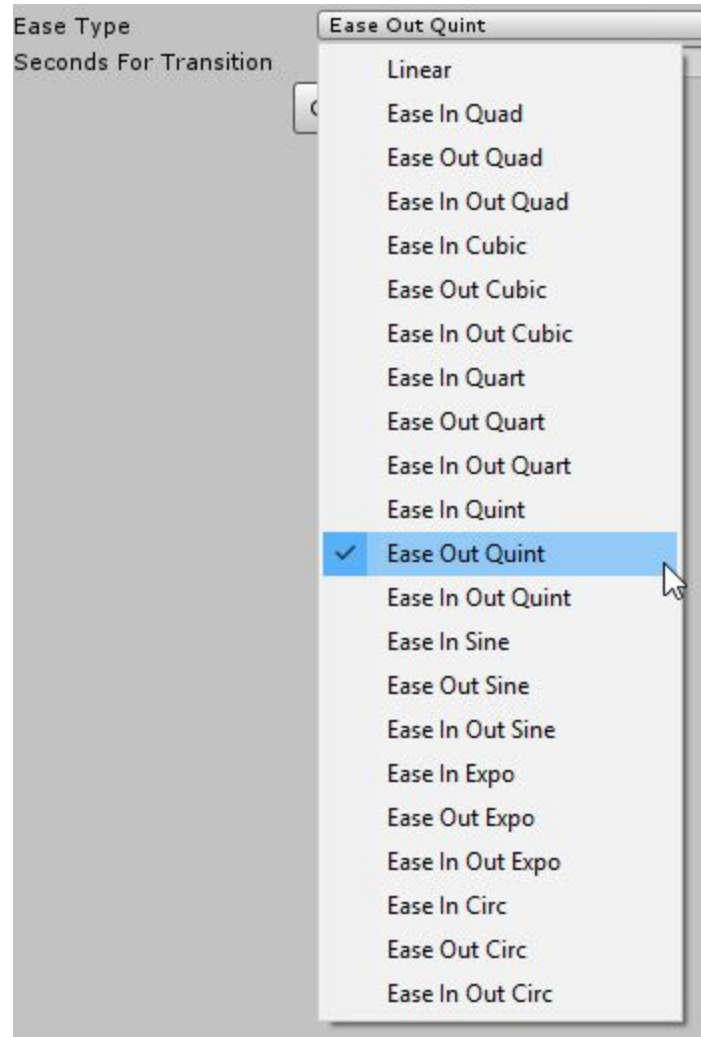 Ease Type
Ease Out Quint
Seconds For Transition
Linear
Ease In Quad
Ease Out Quad
Ease In Out Quad
Ease In Cubic
Ease Out Cubic
Ease In Out Cubic
Ease In Quart
Ease Out Quart
Ease In Out Quart
Ease In Quint
Ease Out Quint
Ease In Out Quint
Ease In Sine
Ease Out Sine
Ease In Out Sine
Ease In Expo
Ease Out Expo
Ease In Out Expo
Ease In Circ
Ease Out Circ
Ease In Out Circ